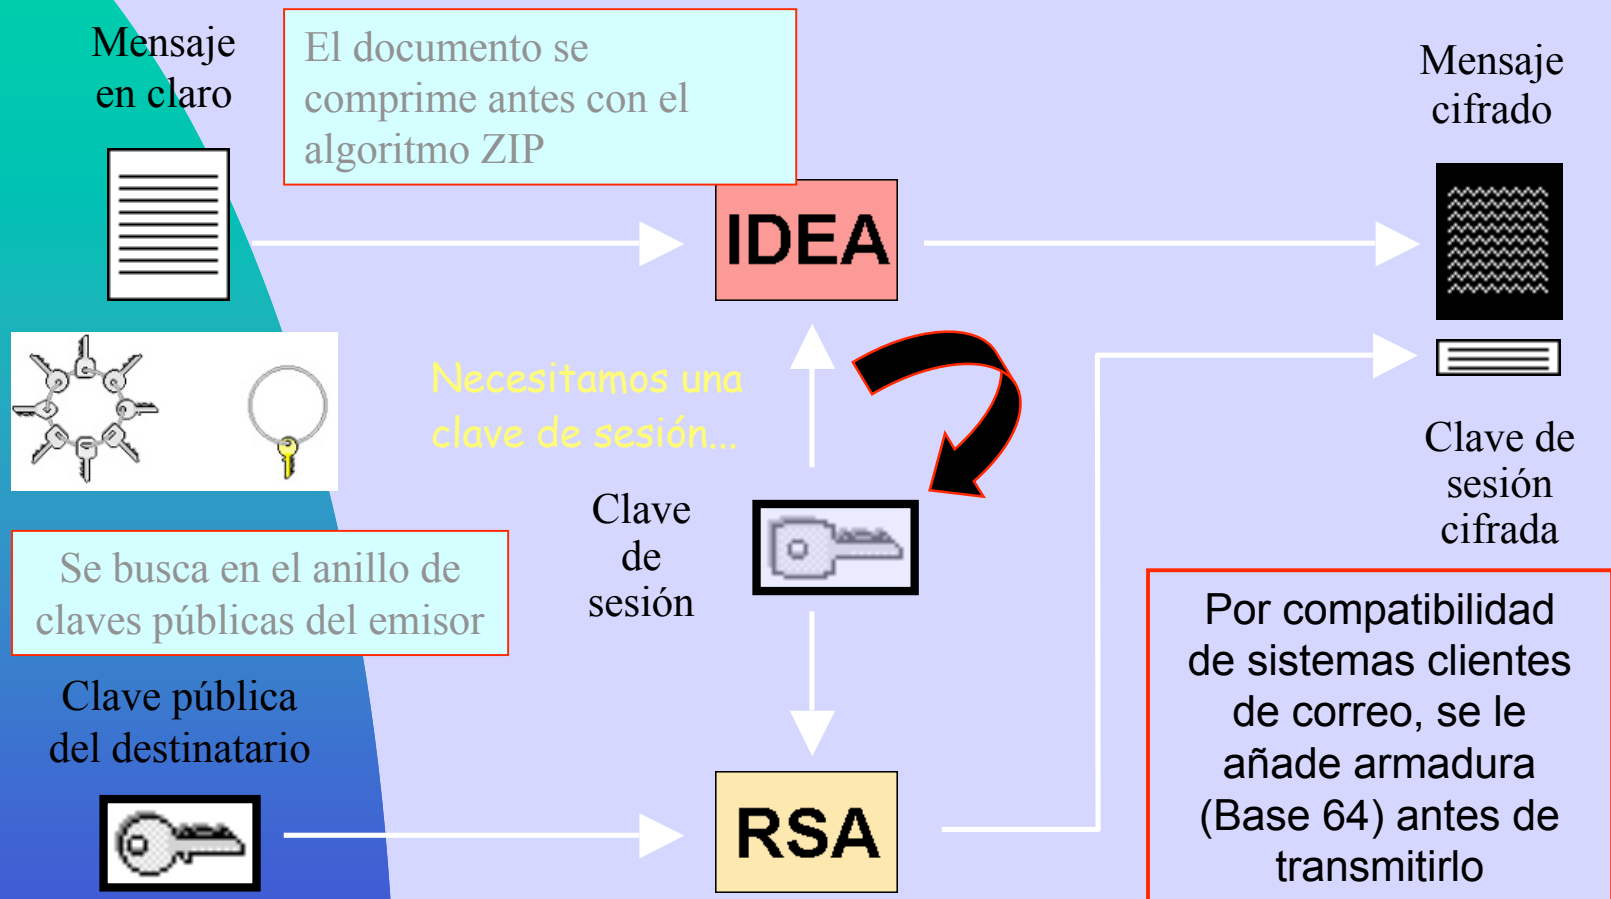 Mensaje
en claro
El documento se
comprime antes con el
algoritmo ZIP
Mensaje
cifrado
IDEA
Necesitamos una
clave de sesión...
Clave
de
sesión
Clave de
sesión
cifrada
Se busca en el anillo de
claves públicas del emisor
Clave pública
del destinatario
RSA
Por compatibilidad
de sistemas clientes
de correo, se le
añade armadura
(Base 64) antes de
transmitirlo